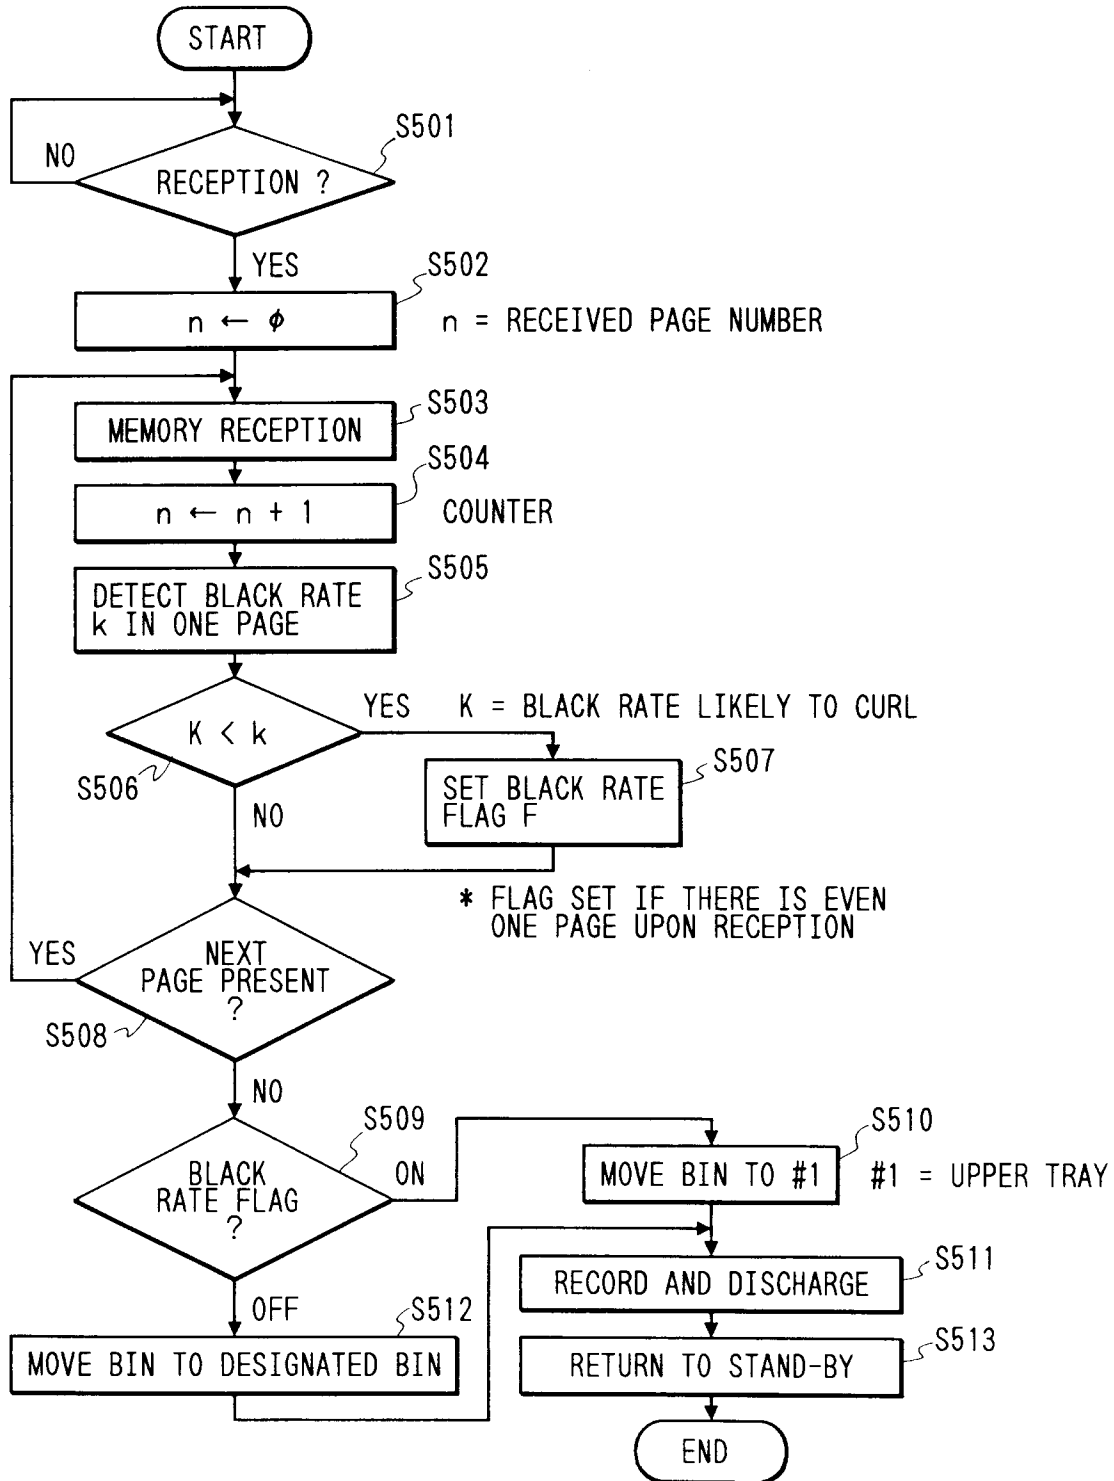 START
S501
NO
RECEPTION ?
YES
S502
n ← φ
n = RECEIVED PAGE NUMBER
S503
MEMORY RECEPTION
S504
n ← n + 1
COUNTER
S505
DETECT BLACK RATE
k IN ONE PAGE
YES
K = BLACK RATE LIKELY TO CURL
K < k
S506
S507
SET BLACK RATE
FLAG F
NO
* FLAG SET IF THERE IS EVEN
ONE PAGE UPON RECEPTION
YES
NEXT
PAGE PRESENT
?
S508
NO
S509
BLACK
RATE FLAG
?
ON
S510
MOVE BIN TO #1
#1 = UPPER TRAY
S511
RECORD AND DISCHARGE
OFF
S512
MOVE BIN TO DESIGNATED BIN
S513
RETURN TO STAND-BY
END